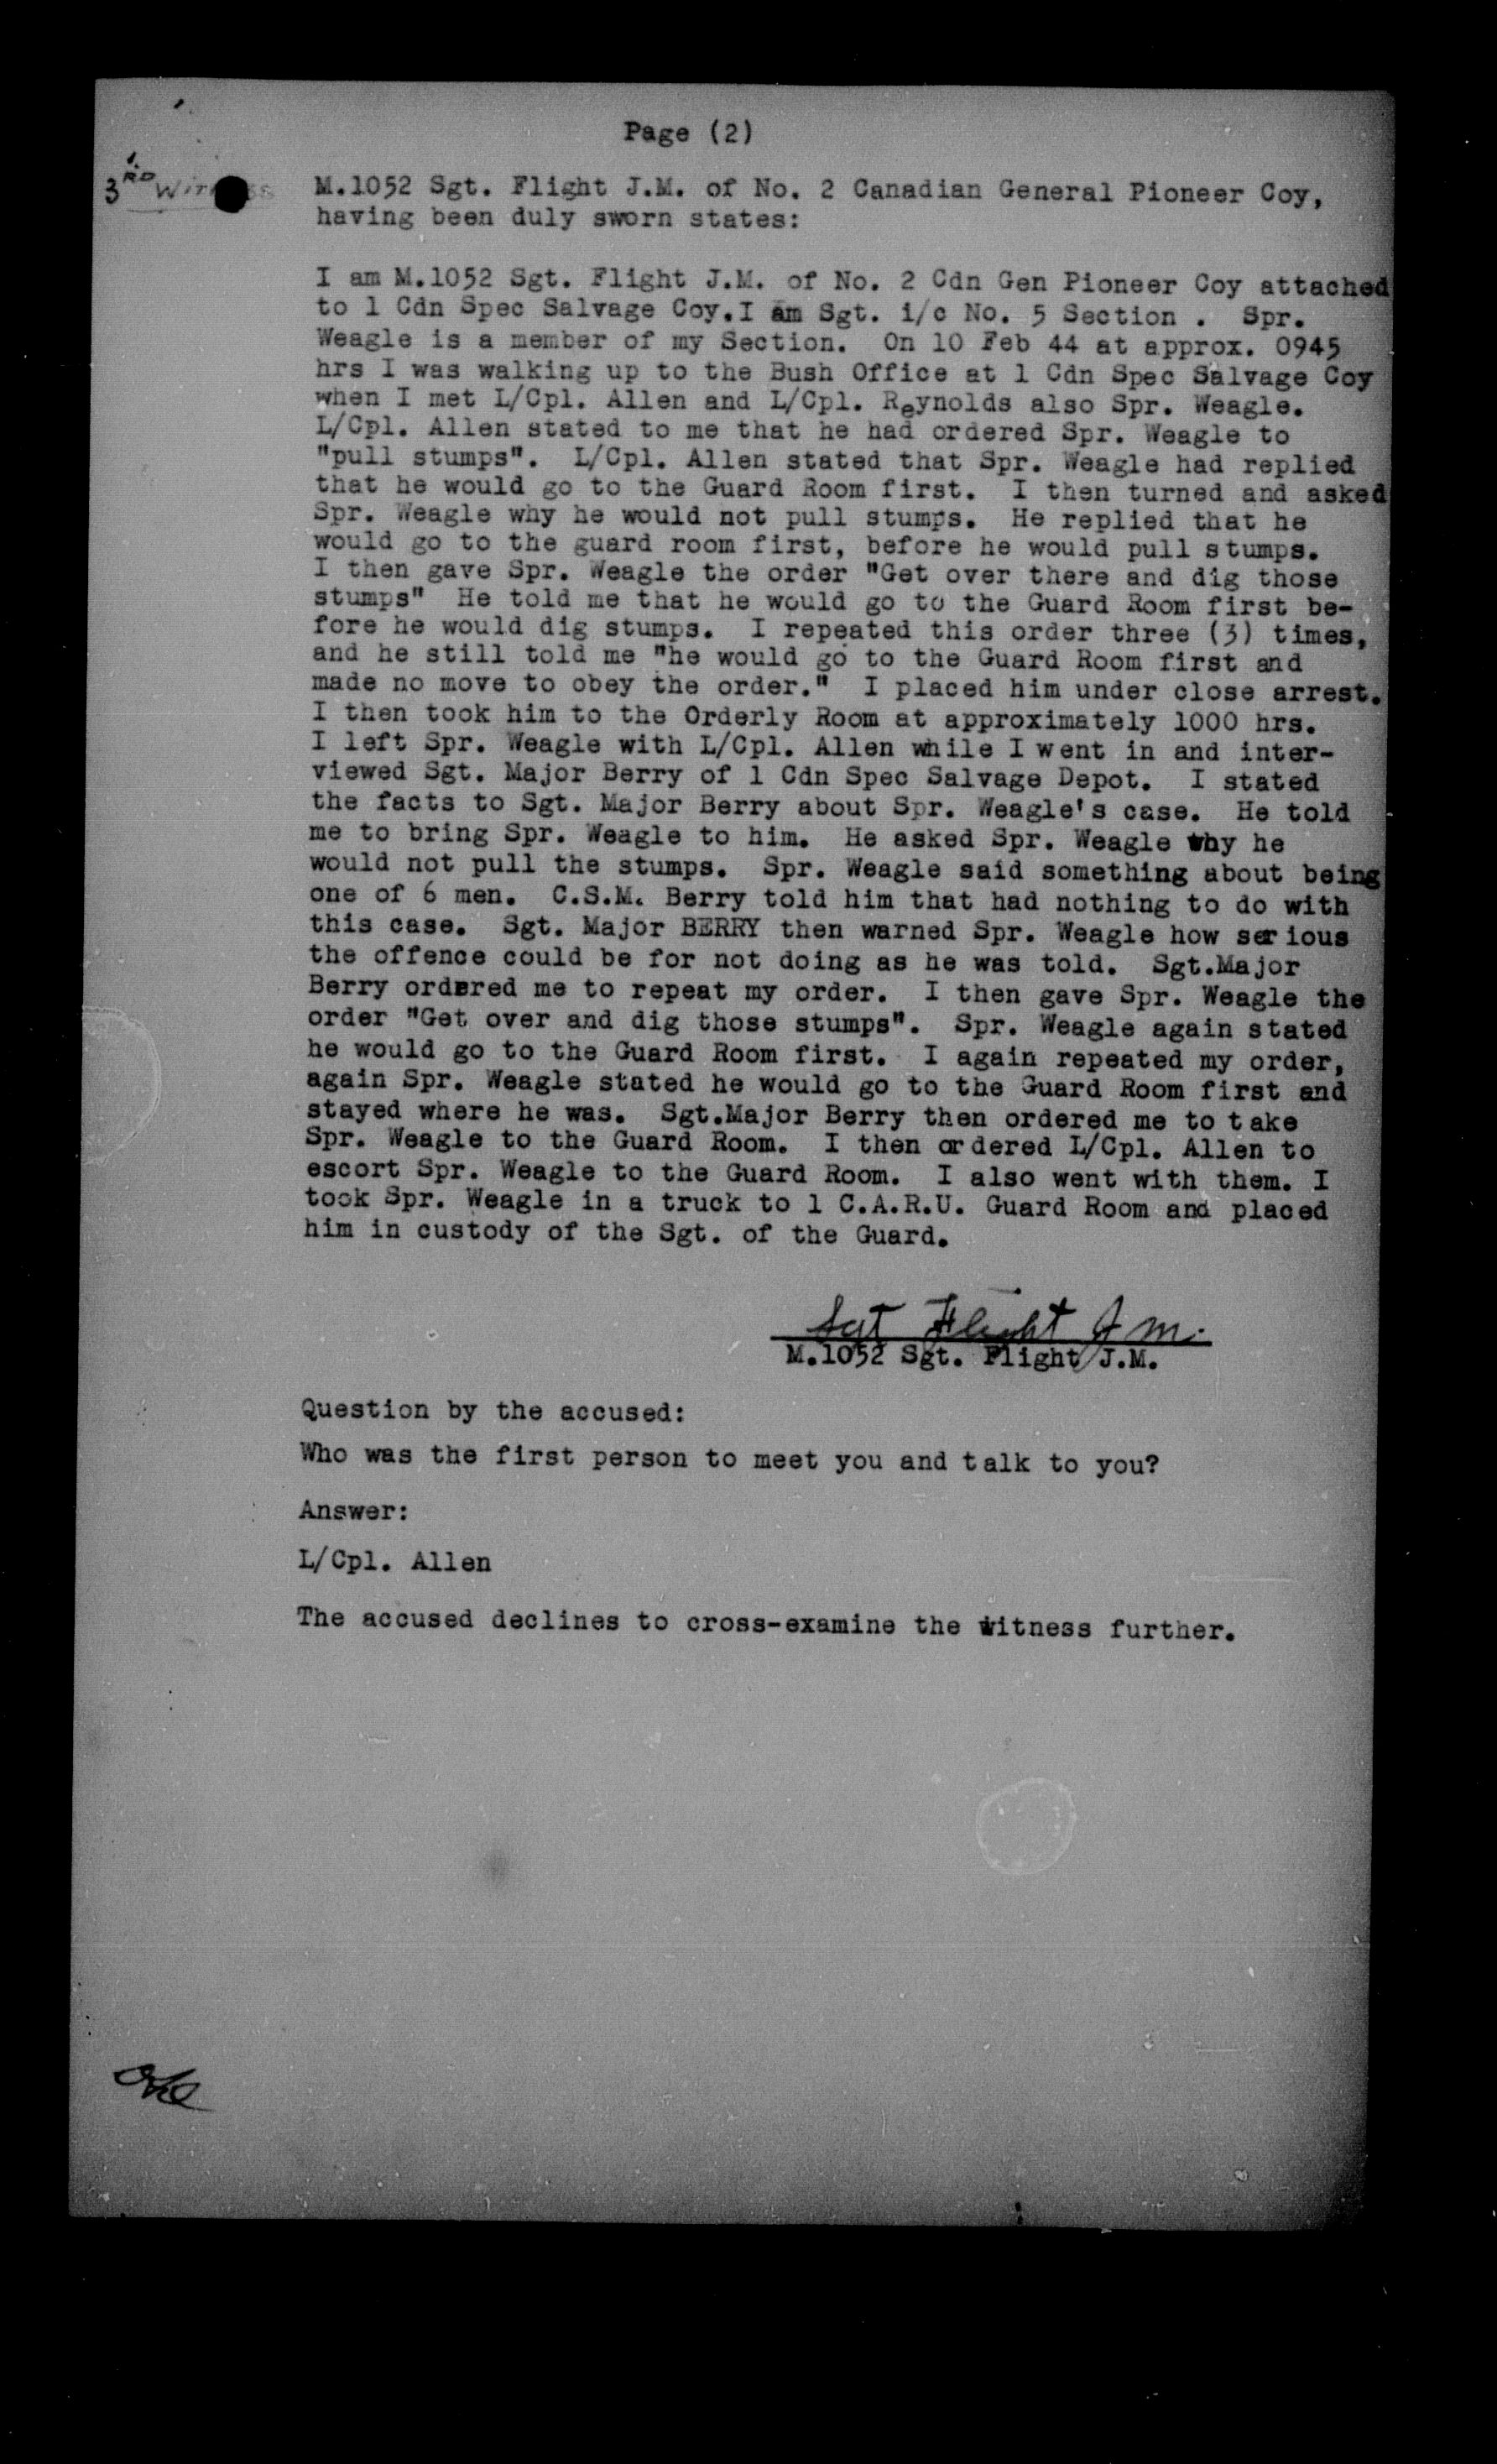 Page (2)
3RD Witness
M.1052 Sgt. Flight J.M. of No. 2 Canadian General Pioneer Coy,
having been duly sworn states:
I am M.1052 Sgt. Flight J.M. of No. 2 Cdn Gen Pioneer Coy attached
to 1 Cdn Spec Salvage Coy.I am Sgt. i/c No. 5 Section . Spr.
Weagle is a member of my Section. On 10 Feb 44 at approx. 0945
hrs I was walking up to the Bush Office at 1 Cdn Spec Salvage Coy
when I met L/Cpl. Allen and L/Cpl. Reynolds also Spr. Weagle.
L/Cpl. Allen stated to me that he had ordered Spr. Weagle to
"pull stumps". L/Cpl. Allen stated that Spr. Weagle had replied
that he would go to the Guard Room first. I then turned and asked
Spr. Weagle why he would not pull stumps. He replied that he
would go to the guard room first, before he would pull stumps.
I then gave Spr. Weagle the order "Get over there and dig those
stumps" He told me that he would go to the Guard Room first be-
fore he would dig stumps. I repeated this order three (3) times,
and he still told me "he would go to the Guard Room first and
made no move to obey the order." I placed him under close arrest.
I then took him to the Orderly Room at approximately 1000 hrs.
I left Spr. Weagle with L/Cpl. Allen while I went in and inter-
viewed Sgt. Major Berry of 1 Cdn Spec Salvage Depot. I stated
the facts to Sgt. Major Berry about Spr. Weagle's case. He told
me to bring Spr. Weagle to him. He asked Spr. Weagle why he
would not pull the stumps. Spr. Weagle said something about being
one of 6 men. C.S.M. Berry told him that had nothing to do with
this case. Sgt. Major BERRY then warned Spr. Weagle how serious
the offence could be for not doing as he was told. Sgt.Major
Berry ordered me to repeat my order. I then gave Spr. Weagle the
order "Get over and dig those stumps". Spr. Weagle again stated
he would go to the Guard Room first. I again repeated my order,
again Spr. Weagle stated he would go to the Guard Room first and
stayed where he was. Sgt.Major Berry then ordered me to take
Spr. Weagle to the Guard Room. I then ordered L/Cpl. Allen to
escort Spr. Weagle to the Guard Room. I also went with them. I
took Spr. Weagle in a truck to 1 C.A.R.U. Guard Room and placed
him in custody of the Sgt. of the Guard.
Sgt Flight J M.
M.1052 Sgt. Flight J.M.
Question by the accused:
Who was the first person to meet you and talk to you?
Answer:
L/Cpl. Allen
The accused declines to cross-examine the witness further.